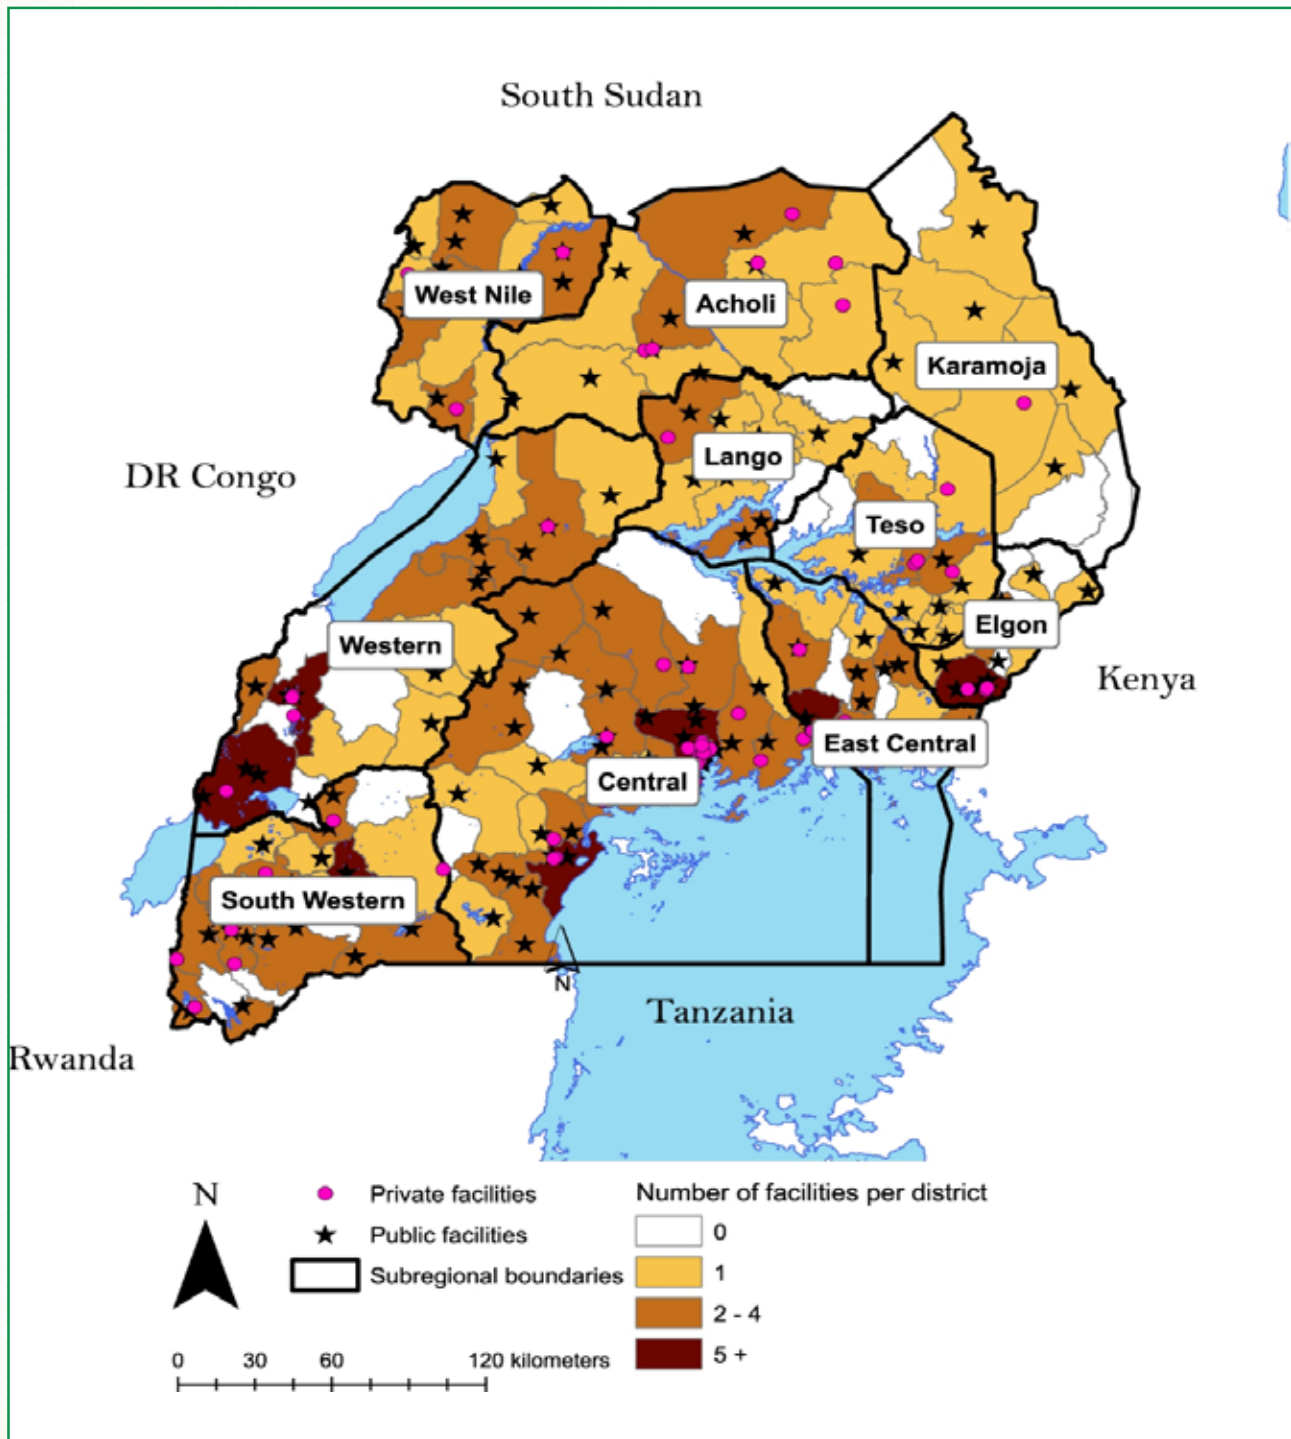 South Sudan
West Nile
Acholi
Karamoja
Lango
DR Congo
Teso
Elgon
Western
Kenya
East Central
Central
South Western
N
Tanzania
Rwanda
N
Private facilities
Public facilities
Subregional boundaries
0 30 60 120 kilometers
Number of facilities per district
0
1
2 - 4
5 +